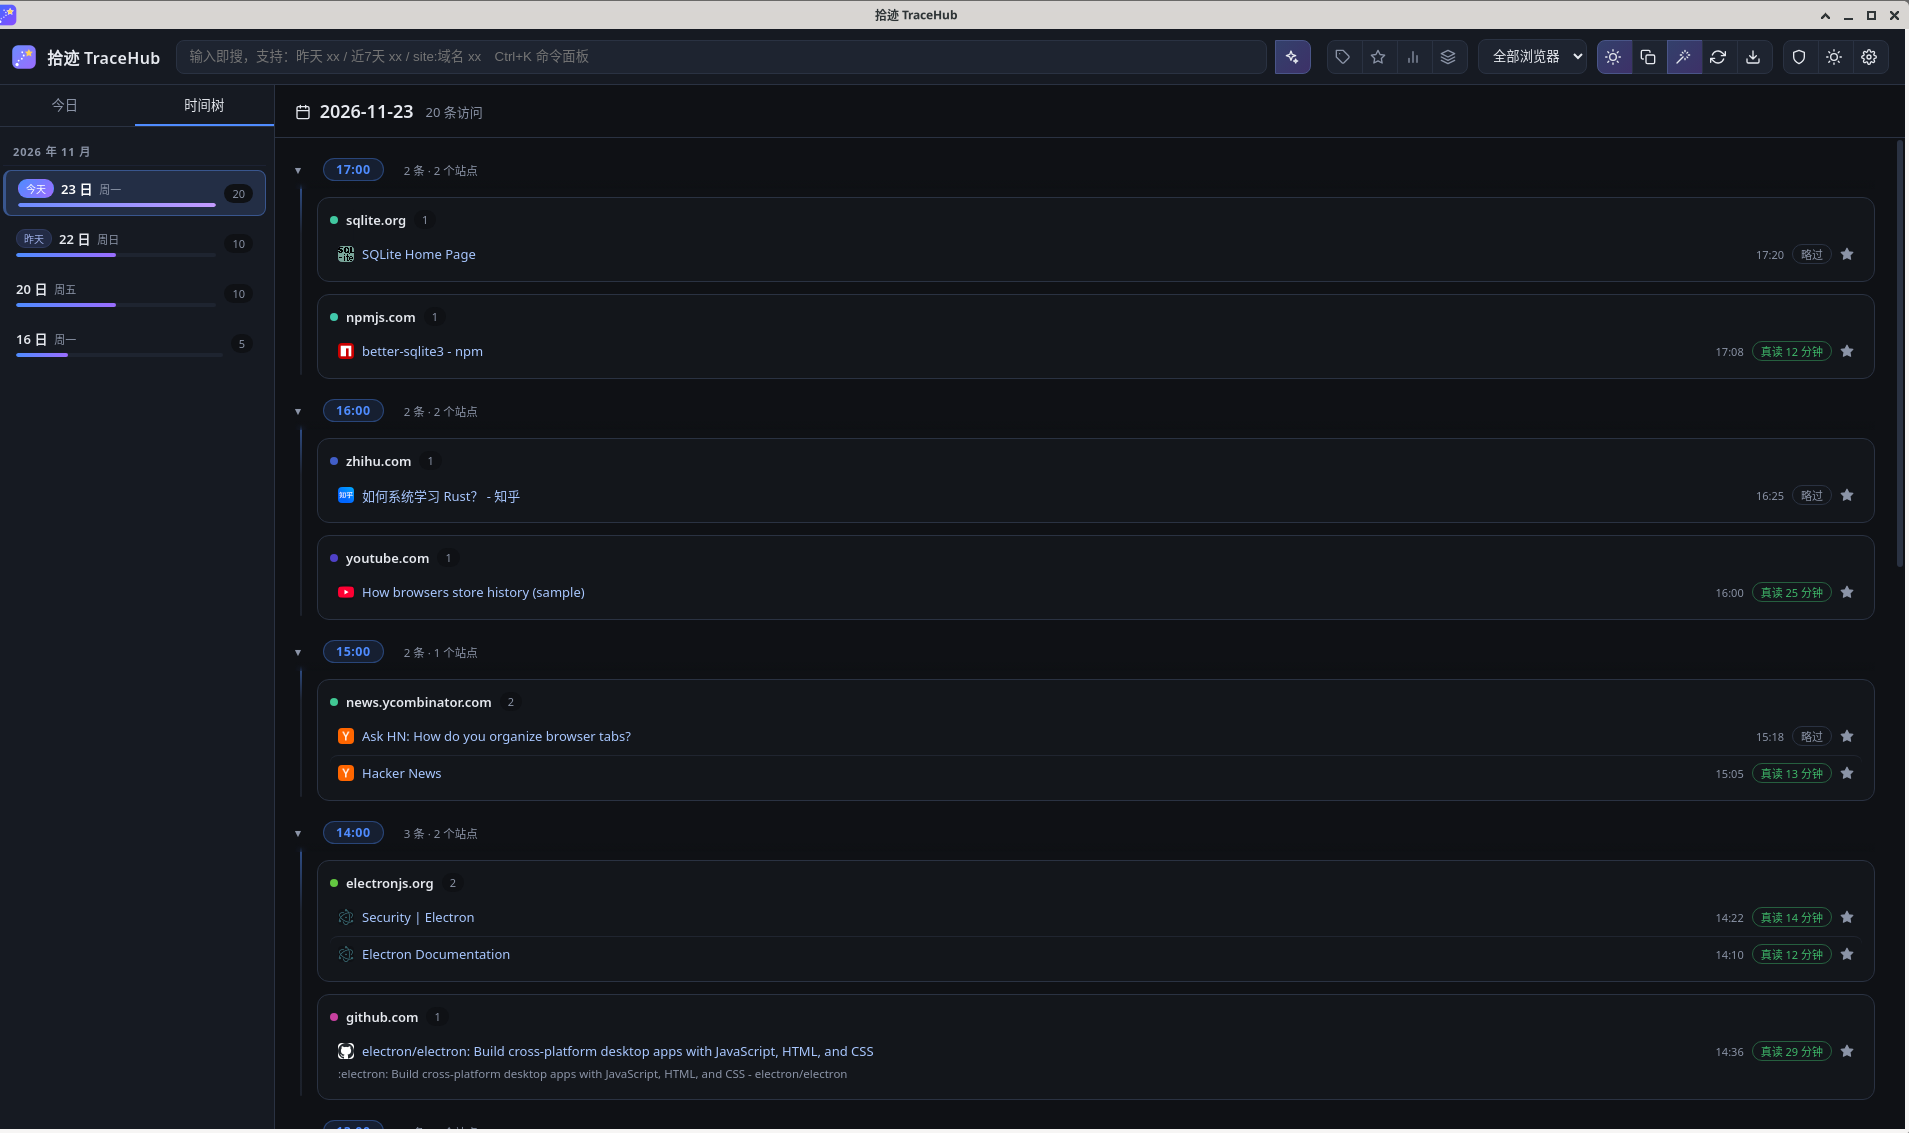 拾迹 TraceHub
拾迹 TraceHub
输入即搜，支持：昨天 xx / 近7天 xx / site:域名 xx Ctrl+K 命令面板
全部浏览器
今日
时间树
2026 年 11 月
今天 23 日 周一 20
昨天 22 日 周日 10
20 日 周五 10
16 日 周一 5
2026-11-23 20 条访问
17:00 2 条 · 2 个站点
sqlite.org 1
SQLite Home Page 17:20 略过
npmjs.com 1
better-sqlite3 - npm 17:08 真读 12 分钟
16:00 2 条 · 2 个站点
zhihu.com 1
知乎 如何系统学习 Rust？ - 知乎 16:25 略过
youtube.com 1
How browsers store history (sample) 16:00 真读 25 分钟
15:00 2 条 · 1 个站点
news.ycombinator.com 2
Y Ask HN: How do you organize browser tabs? 15:18 略过
Y Hacker News 15:05 真读 13 分钟
14:00 3 条 · 2 个站点
electronjs.org 2
Security | Electron 14:22 真读 14 分钟
Electron Documentation 14:10 真读 12 分钟
github.com 1
electron/electron: Build cross-platform desktop apps with JavaScript, HTML, and CSS 14:36 真读 29 分钟
:electron: Build cross-platform desktop apps with JavaScript, HTML, and CSS - electron/electron